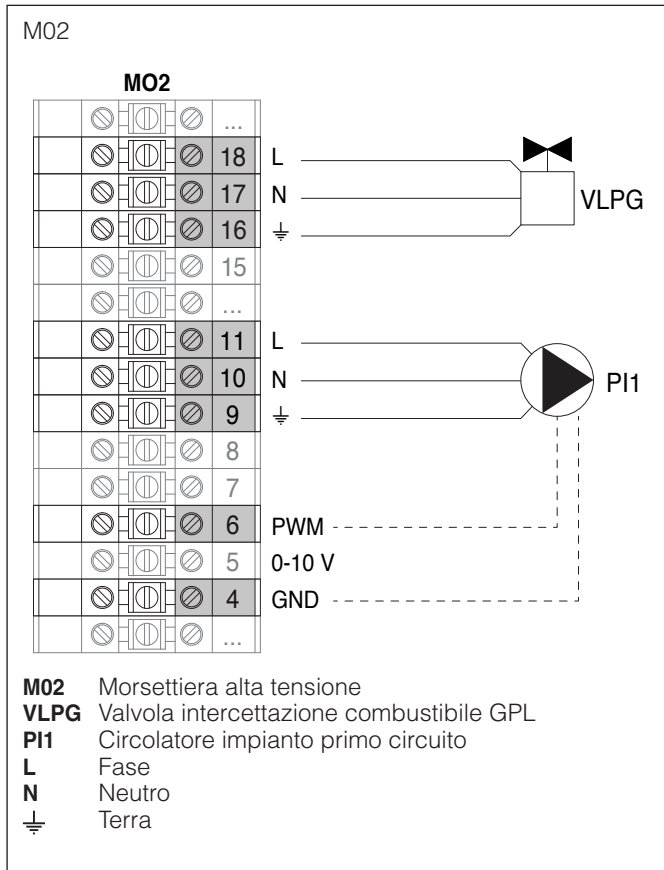 M02
MO2
...
18 L
17 N VLPG
16
15
...
11 L
10 N PI1
9
8
7
6 PWM
5 0-10 V
4 GND
...
M02 Morsettiera alta tensione
VLPG Valvola intercettazione combustibile GPL
PI1 Circolatore impianto primo circuito
L Fase
N Neutro
⏚ Terra